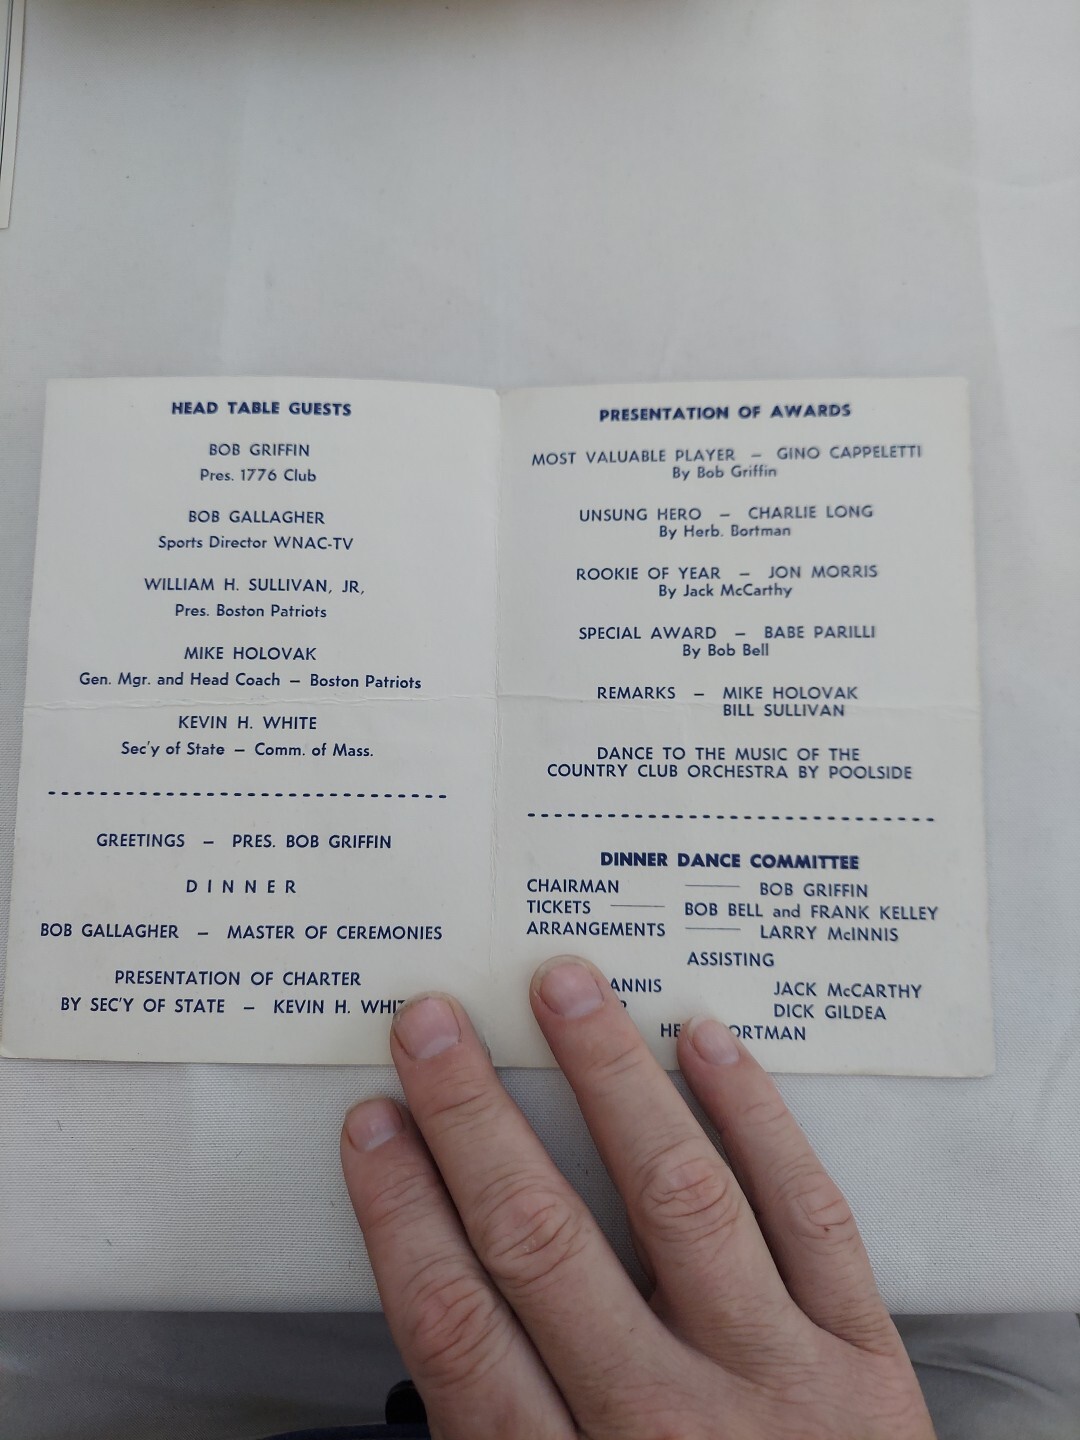 HEAD TABLE GUESTS
BOB GRIFFIN
Pres. 1776 Club
BOB GALLAGHER
Sports Director WNAC-TV
WILLIAM H. SULLIVAN, JR,
Pres. Boston Patriots
MIKE HOLOVAK
Gen. Mgr. and Head Coach – Boston Patriots
KEVIN H. WHITE
Sec'y of State – Comm. of Mass.
GREETINGS – PRES. BOB GRIFFIN
DINNER
BOB GALLAGHER – MASTER OF CEREMONIES
PRESENTATION OF CHARTER
BY SEC'Y OF STATE – KEVIN H.
PRESENTATION OF AWARDS
MOST VALUABLE PLAYER – GINO CAPPELETTI
By Bob Griffin
UNSUNG HERO – CHARLIE LONG
By Herb. Bortman
ROOKIE OF YEAR – JON MORRIS
By Jack McCarthy
SPECIAL AWARD – BABE PARILLI
By Bob Bell
REMARKS – MIKE HOLOVAK
BILL SULLIVAN
DANCE TO THE MUSIC OF THE
COUNTRY CLUB ORCHESTRA BY POOLSIDE
DINNER DANCE COMMITTEE
CHAIRMAN —— BOB GRIFFIN
TICKETS —— BOB BELL and FRANK KELLEY
ARRANGEMENTS —— LARRY McINNIS
ASSISTING
JACK McCARTHY
DICK GILDEA